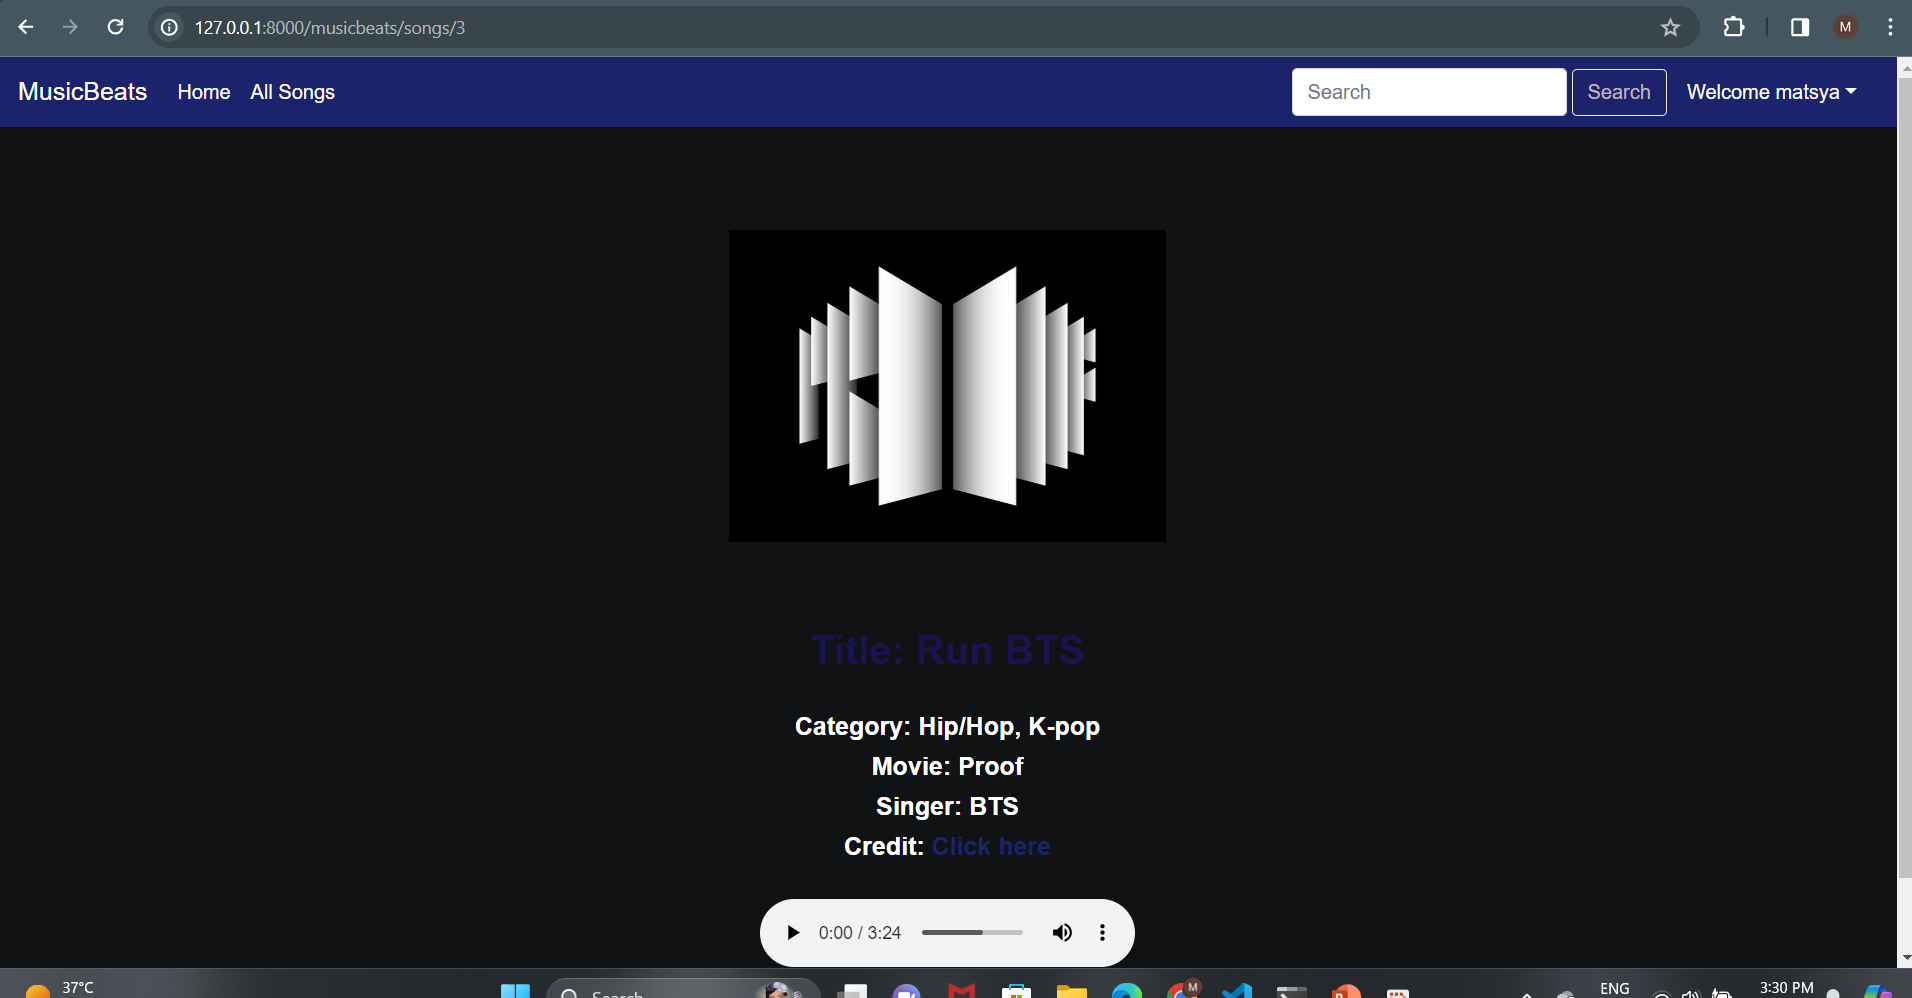 127.0.0.1:8000/musicbeats/songs/3
M
MusicBeats Home All Songs Search Search Welcome matsya
Title: Run BTS
Category: Hip/Hop, K-pop
Movie: Proof
Singer: BTS
Credit: Click here
0:00 / 3:24
37°C
Search
M
ENG
3:30 PM